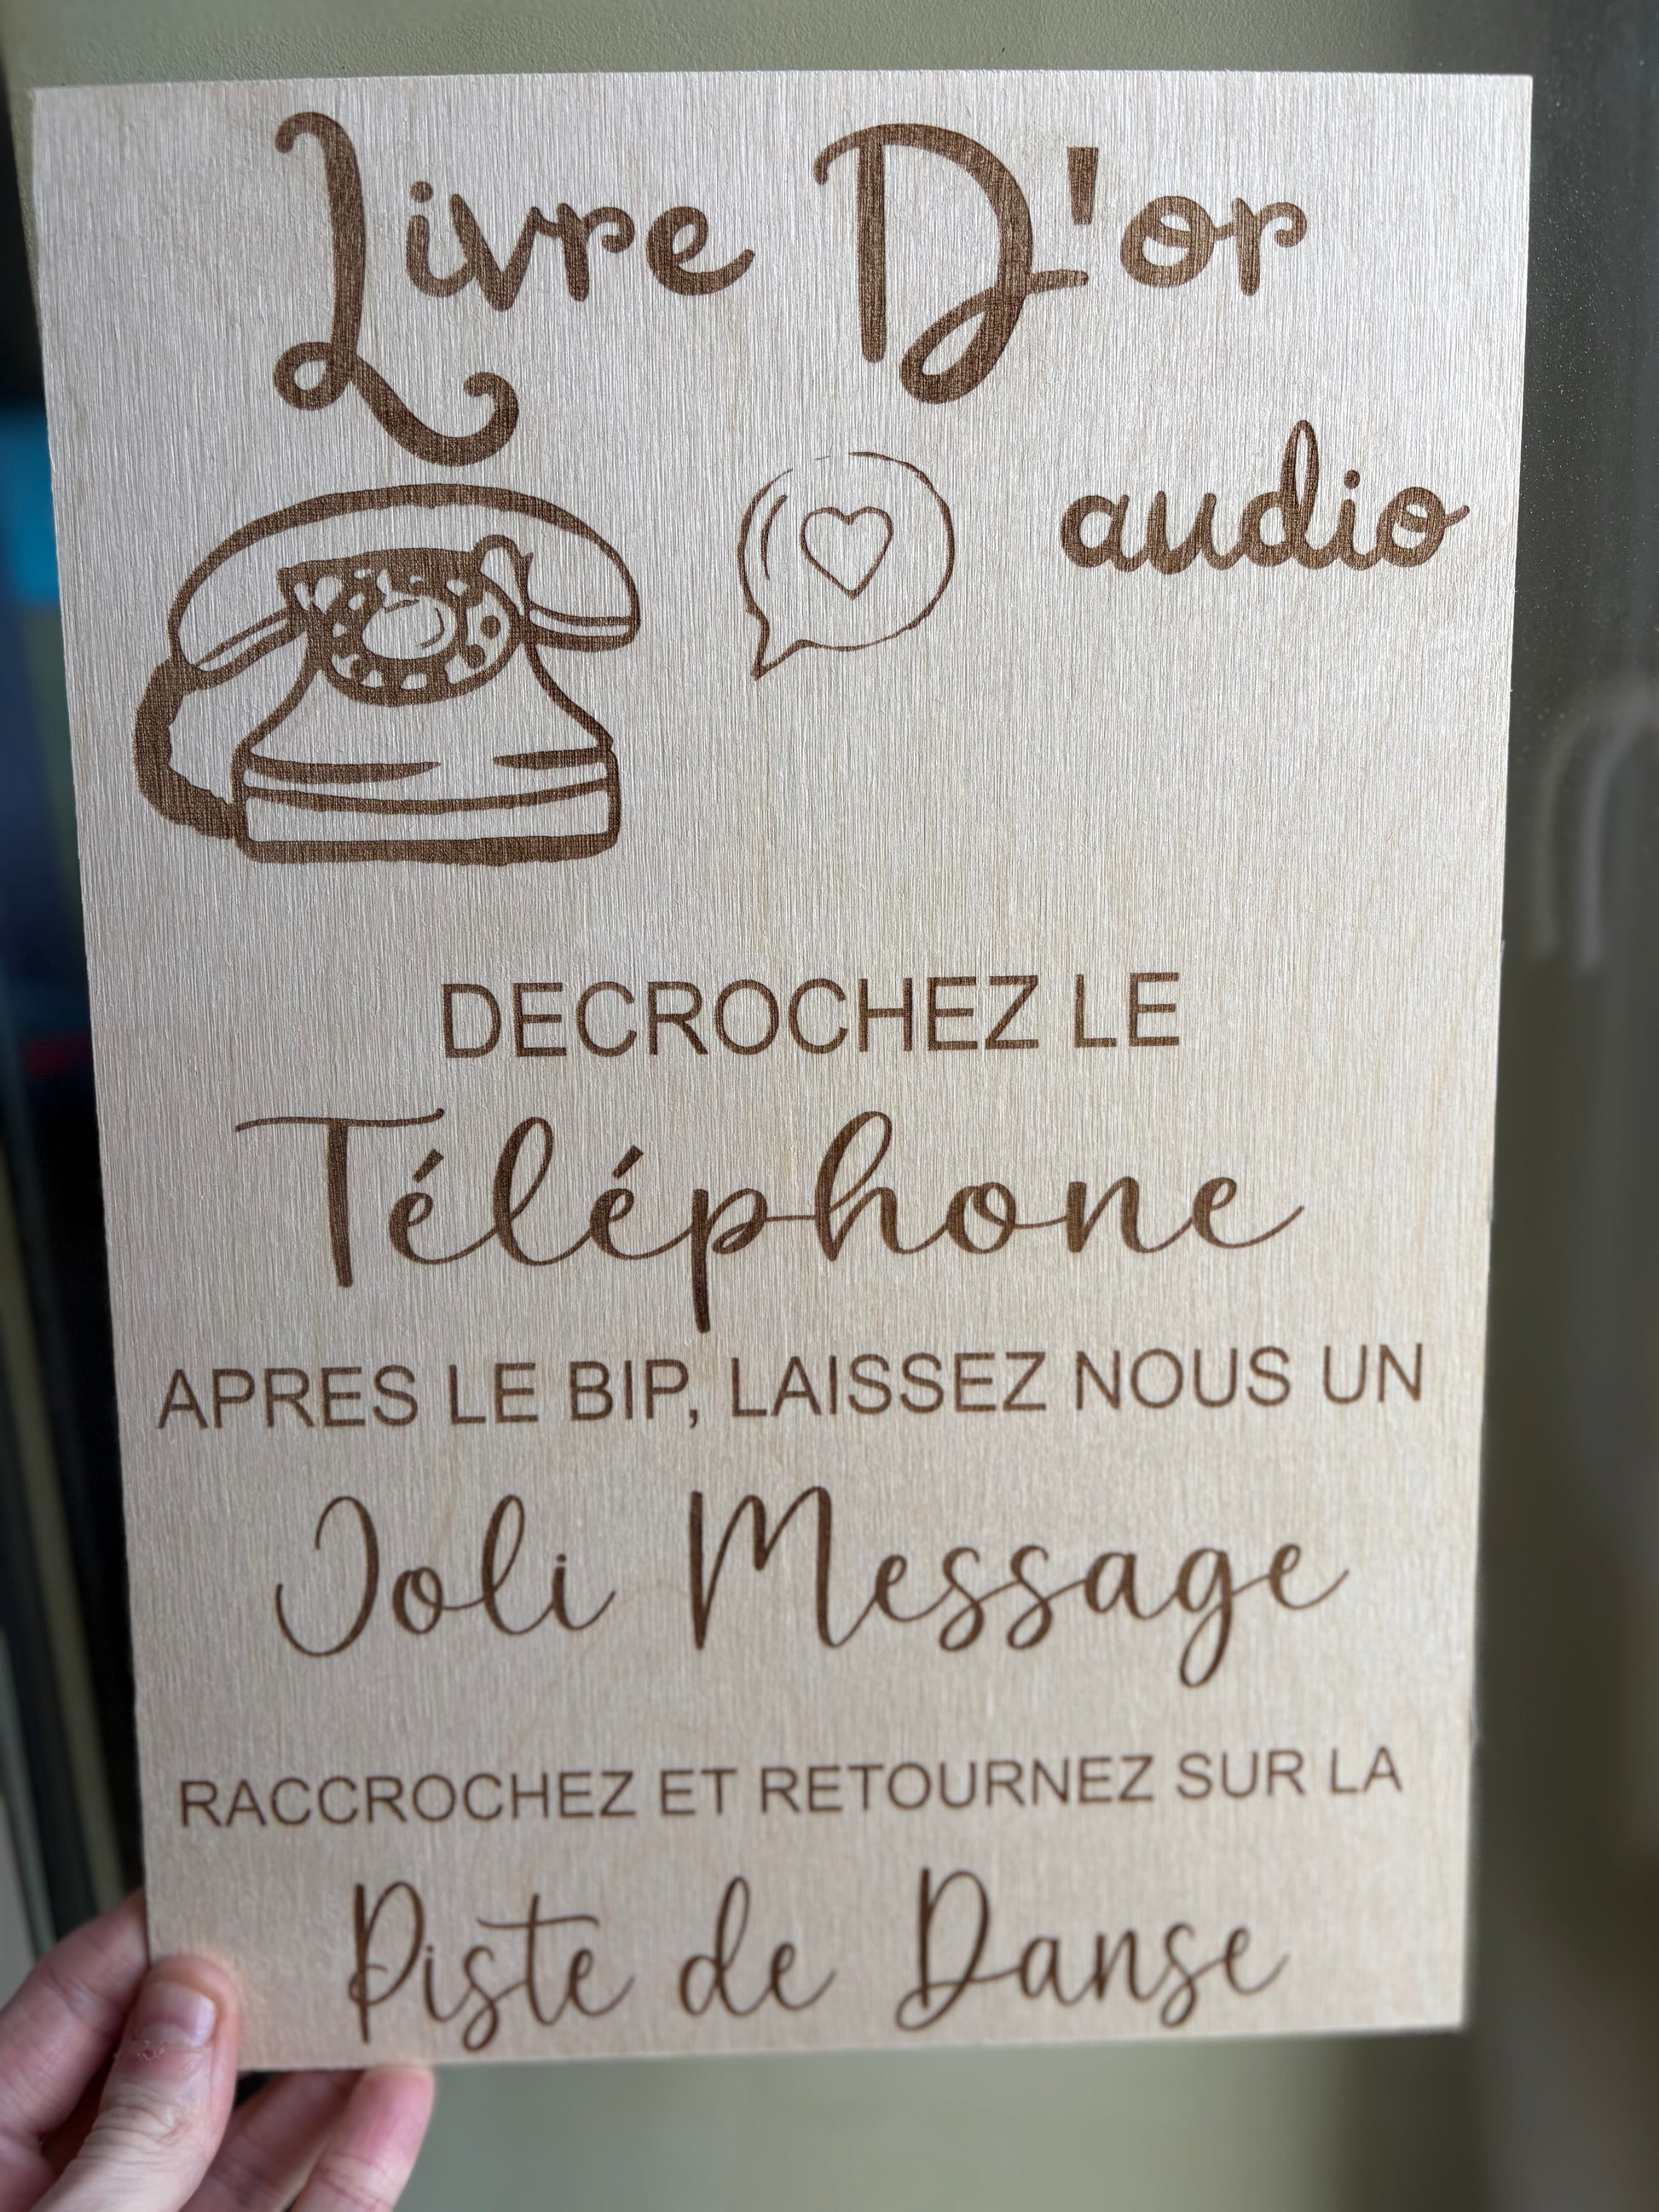 Livre D'or
audio
DECROCHEZ LE
Téléphone
APRES LE BIP, LAISSEZ NOUS UN
Joli Message
RACCROCHEZ ET RETOURNEZ SUR LA
Piste de Danse